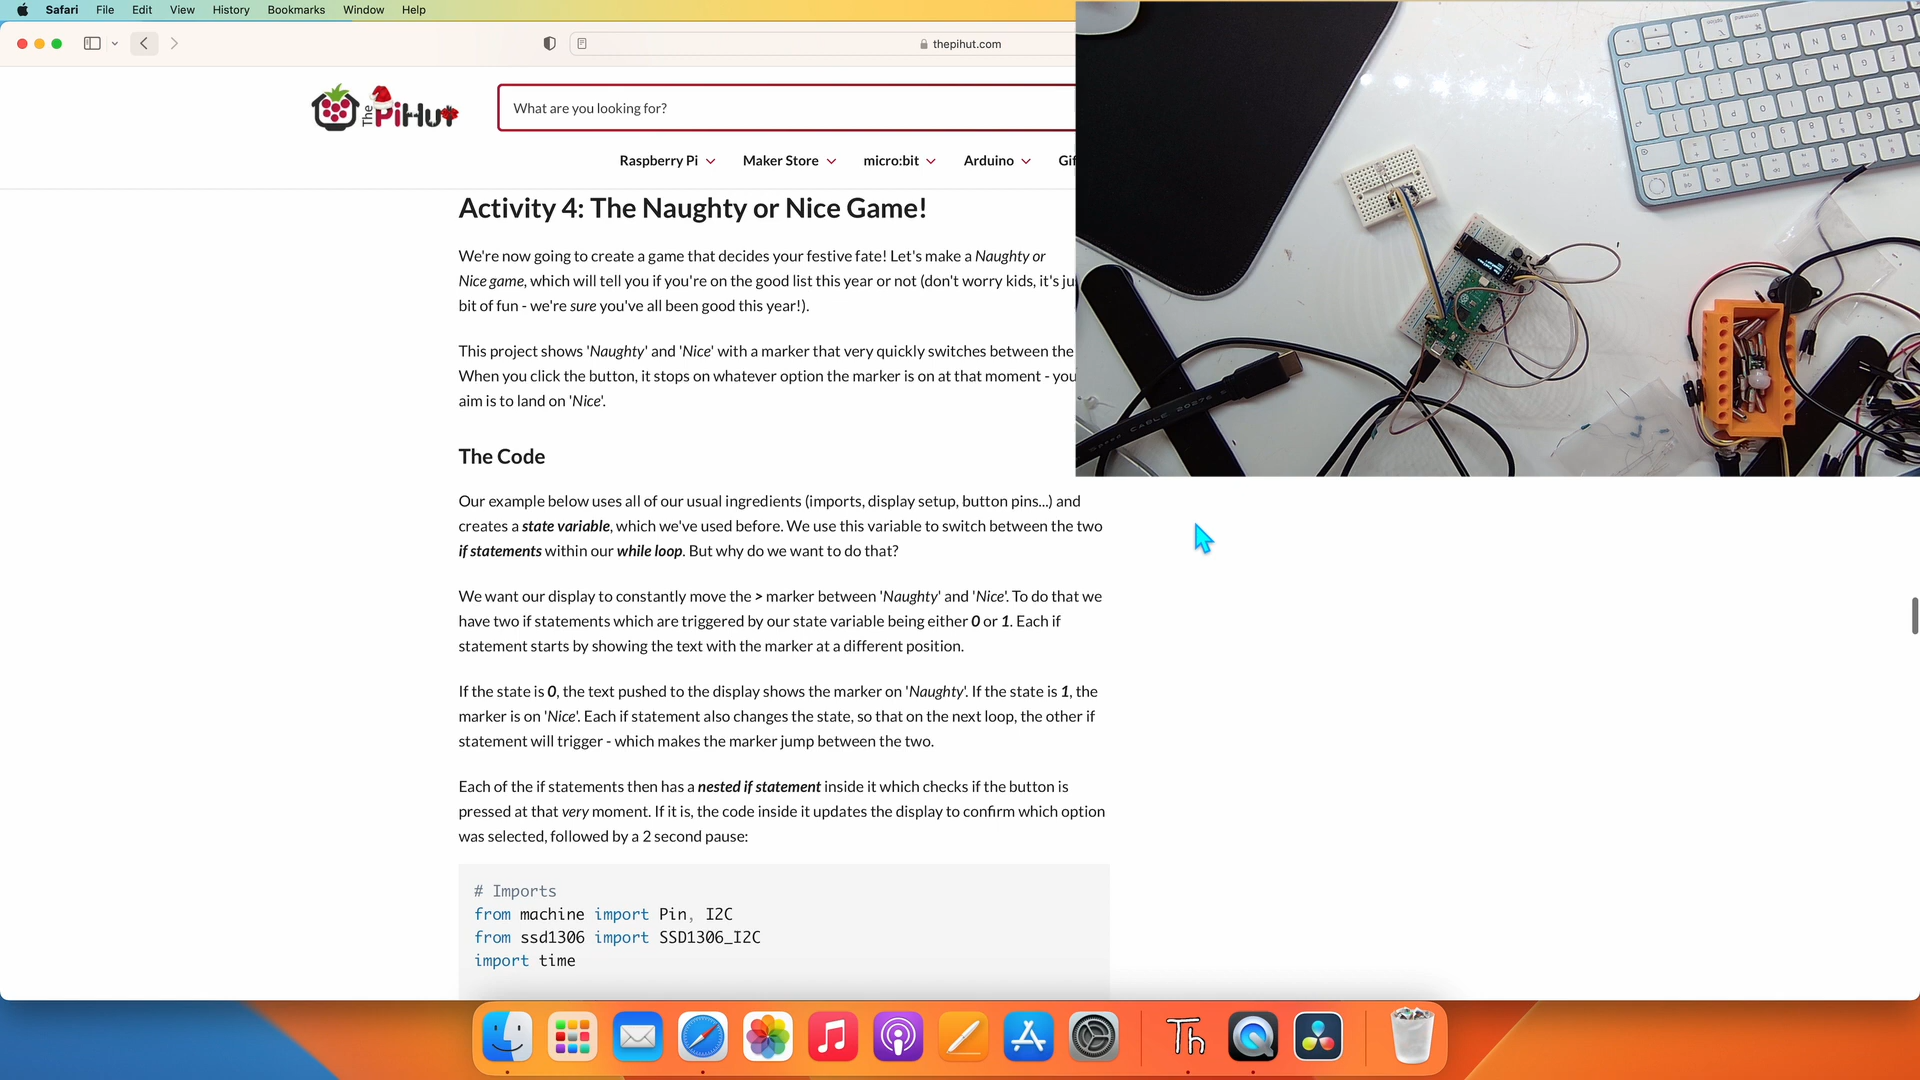 Safari File Edit View History Bookmarks Window Help
thepihut.com
The PiHut
What are you looking for?
Raspberry Pi Maker Store micro:bit Arduino Gif
Activity 4: The Naughty or Nice Game!
We're now going to create a game that decides your festive fate! Let's make a Naughty or
Nice game, which will tell you if you're on the good list this year or not (don't worry kids, it's ju
bit of fun - we're sure you've all been good this year!).
This project shows 'Naughty' and 'Nice' with a marker that very quickly switches between the
When you click the button, it stops on whatever option the marker is on at that moment - you
aim is to land on 'Nice'.
The Code
Our example below uses all of our usual ingredients (imports, display setup, button pins...) and
creates a state variable, which we've used before. We use this variable to switch between the two
if statements within our while loop. But why do we want to do that?
We want our display to constantly move the > marker between 'Naughty' and 'Nice'. To do that we
have two if statements which are triggered by our state variable being either 0 or 1. Each if
statement starts by showing the text with the marker at a different position.
If the state is 0, the text pushed to the display shows the marker on 'Naughty'. If the state is 1, the
marker is on 'Nice'. Each if statement also changes the state, so that on the next loop, the other if
statement will trigger - which makes the marker jump between the two.
Each of the if statements then has a nested if statement inside it which checks if the button is
pressed at that very moment. If it is, the code inside it updates the display to confirm which option
was selected, followed by a 2 second pause:
# Imports
from machine import Pin, I2C
from ssd1306 import SSD1306_I2C
import time
Th